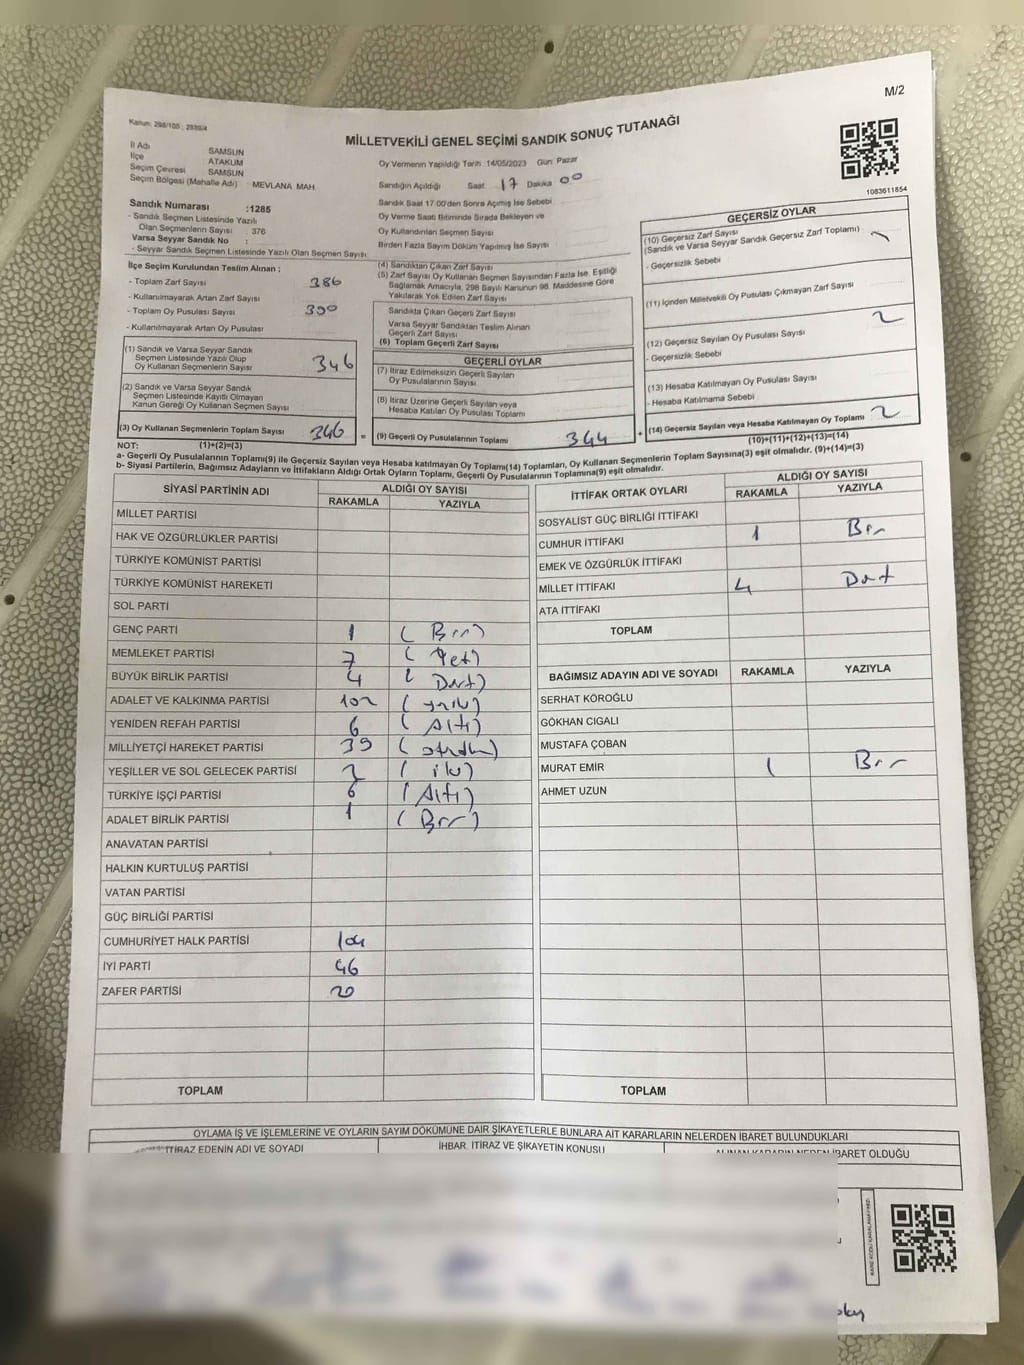 M/2
Kanun: 298/105 ; 2839/4
MİLLETVEKİLİ GENEL SEÇİMİ SANDIK SONUÇ TUTANAĞI
İl Adı SAMSUN
İlçe ATAKUM
Seçim Çevresi SAMSUN
Seçim Bölgesi (Mahalle Adı) : MEVLANA MAH.
Oy Vermenin Yapıldığı Tarih 14/05/2023 Gün: Pazar
Sandığın Açıldığı Saat: 17 Dakika 00
Sandık Saat 17.00'den Sonra Açılmış İse Sebebi
Oy Verme Saati Bitiminde Sırada Bekleyen ve
Oy Kullandırılan Seçmen Sayısı
Birden Fazla Sayım Döküm Yapılmış İse Sayısı
1083611854
Sandık Numarası :1285
- Sandık Seçmen Listesinde Yazılı
Olan Seçmenlerin Sayısı : 376
Varsa Seyyar Sandık No :
- Seyyar Sandık Seçmen Listesinde Yazılı Olan Seçmen Sayısı:
İlçe Seçim Kurulundan Teslim Alınan :
- Toplam Zarf Sayısı 386
- Kullanılmayarak Artan Zarf Sayısı
- Toplam Oy Pusulası Sayısı 390
- Kullanılmayarak Artan Oy Pusulası
(1) Sandık ve Varsa Seyyar Sandık
Seçmen Listesinde Yazılı Olup
Oy Kullanan Seçmenlerin Sayısı 346
(2) Sandık ve Varsa Seyyar Sandık
Seçmen Listesinde Kayıtlı Olmayan
Kanun Gereği Oy Kullanan Seçmen Sayısı
(3) Oy Kullanan Seçmenlerin Toplam Sayısı 346
(4) Sandıktan Çıkan Zarf Sayısı
(5) Zarf Sayısı Oy Kullanan Seçmen Sayısından Fazla İse, Eşitliği
Sağlamak Amacıyla, 298 Sayılı Kanunun 98. Maddesine Göre
Yakılarak Yok Edilen Zarf Sayısı
Sandıkta Çıkan Geçerli Zarf Sayısı
Varsa Seyyar Sandıktan Teslim Alınan
Geçerli Zarf Sayısı
(6) Toplam Geçerli Zarf Sayısı
GEÇERLİ OYLAR
(7) İtiraz Edilmeksizin Geçerli Sayılan
Oy Pusulalarının Sayısı
(8) İtiraz Üzerine Geçerli Sayılan veya
Hesaba Katılan Oy Pusulası Toplamı
= (9) Geçerli Oy Pusulalarının Toplamı 344
GEÇERSİZ OYLAR
(10) Geçersiz Zarf Sayısı
(Sandık ve Varsa Seyyar Sandık Geçersiz Zarf Toplamı)
- Geçersizlik Sebebi
(11) İçinden Milletvekili Oy Pusulası Çıkmayan Zarf Sayısı
(12) Geçersiz Sayılan Oy Pusulası Sayısı 2
- Geçersizlik Sebebi
(13) Hesaba Katılmayan Oy Pusulası Sayısı
- Hesaba Katılmama Sebebi
+ (14) Geçersiz Sayılan veya Hesaba Katılmayan Oy Toplamı 2
NOT: (1)+(2)=(3)
(10)+(11)+(12)+(13)=(14)
a- Geçerli Oy Pusulalarının Toplamı(9) ile Geçersiz Sayılan veya Hesaba katılmayan Oy Toplamı(14) Toplamları, Oy Kullanan Seçmenlerin Toplam Sayısına(3) eşit olmalıdır. (9)+(14)=(3)
b- Siyasi Partilerin, Bağımsız Adayların ve İttifakların Aldığı Ortak Oyların Toplamı, Geçerli Oy Pusulalarının Toplamına(9) eşit olmalıdır.
SİYASİ PARTİNİN ADI ALDIĞI OY SAYISI
RAKAMLA YAZIYLA
MİLLET PARTİSİ
HAK VE ÖZGÜRLÜKLER PARTİSİ
TÜRKİYE KOMÜNİST PARTİSİ
TÜRKİYE KOMÜNİST HAREKETİ
SOL PARTİ
GENÇ PARTİ 1 ( Bir)
MEMLEKET PARTİSİ 7 ( Yedi)
BÜYÜK BİRLİK PARTİSİ 4 ( Dört)
ADALET VE KALKINMA PARTİSİ 102
YENİDEN REFAH PARTİSİ 6 ( Altı)
MİLLİYETÇİ HAREKET PARTİSİ 39
YEŞİLLER VE SOL GELECEK PARTİSİ 2 ( iki)
TÜRKİYE İŞÇİ PARTİSİ 6 ( Altı)
ADALET BİRLİK PARTİSİ 1 ( Bir)
ANAVATAN PARTİSİ
HALKIN KURTULUŞ PARTİSİ
VATAN PARTİSİ
GÜÇ BİRLİĞİ PARTİSİ
CUMHURİYET HALK PARTİSİ 104
İYİ PARTİ 46
ZAFER PARTİSİ 20
TOPLAM
İTTİFAK ORTAK OYLARI ALDIĞI OY SAYISI
RAKAMLA YAZIYLA
SOSYALİST GÜÇ BİRLİĞİ İTTİFAKI
CUMHUR İTTİFAKI 1 Bir
EMEK VE ÖZGÜRLÜK İTTİFAKI
MİLLET İTTİFAKI 4 Dört
ATA İTTİFAKI
TOPLAM
BAĞIMSIZ ADAYIN ADI VE SOYADI RAKAMLA YAZIYLA
SERHAT KÖROĞLU
GÖKHAN CIGALI
MUSTAFA ÇOBAN
MURAT EMİR 1 Bir
AHMET UZUN
TOPLAM
OYLAMA İŞ VE İŞLEMLERİNE VE OYLARIN SAYIM DÖKÜMÜNE DAİR ŞİKAYETLERLE BUNLARA AİT KARARLARIN NELERDEN İBARET BULUNDUKLARI
İTİRAZ EDENİN ADI VE SOYADI İHBAR, İTİRAZ VE ŞİKAYETİN KONUSU ALINAN KARARIN NEDEN İBARET OLDUĞU